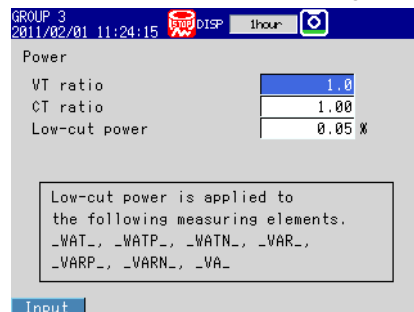 GROUP 3
2011/02/01 11:24:15 STOP DISP 1hour
Power
VT ratio 1.0
CT ratio 1.00
Low-cut power 0.05 %
Low-cut power is applied to
the following measuring elements.
_WAT_, _WATP_, _WATN_, _VAR_,
_VARP_, _VARN_, _VA_
Input